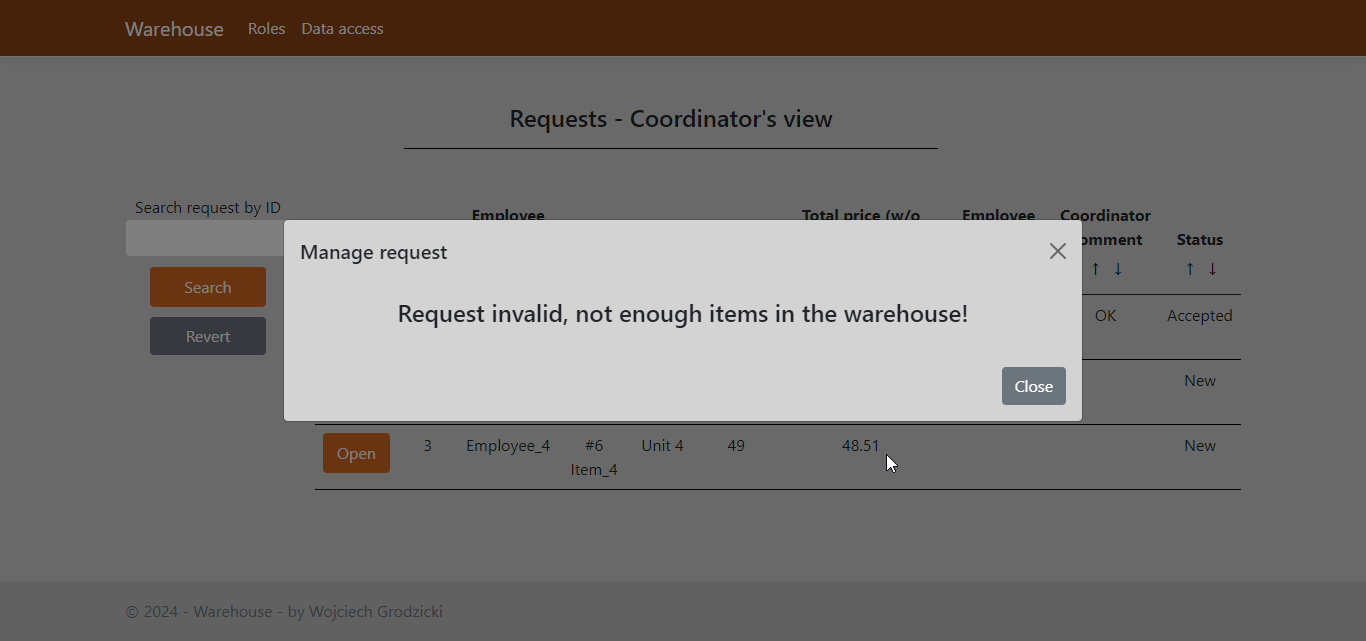 Warehouse Roles Data access
Requests - Coordinator's view
Search request by ID
Employee Total price (w/o Employee Coordinator
omment Status
↑ ↓ ↑ ↓
Search
Revert
Manage request
Request invalid, not enough items in the warehouse!
Close
OK Accepted
New
Open 3 Employee_4 #6 Unit 4 49 48.51 New
Item_4
© 2024 - Warehouse - by Wojciech Grodzicki